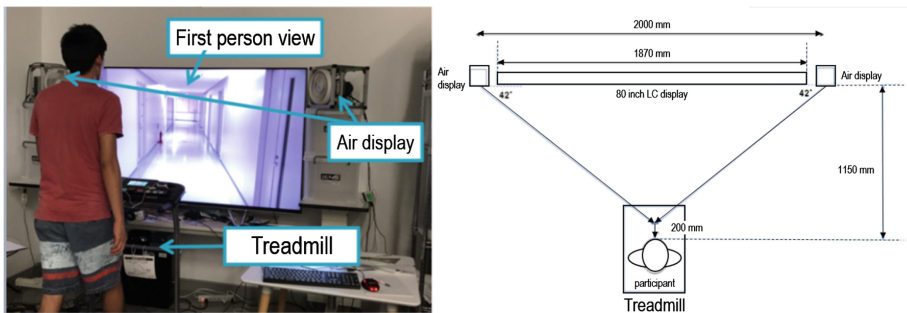 First person view
Air display
Treadmill
2000 mm
1870 mm
Air
display
Air display
42°
42°
80 inch LC display
1150 mm
200 mm
participant
Treadmill